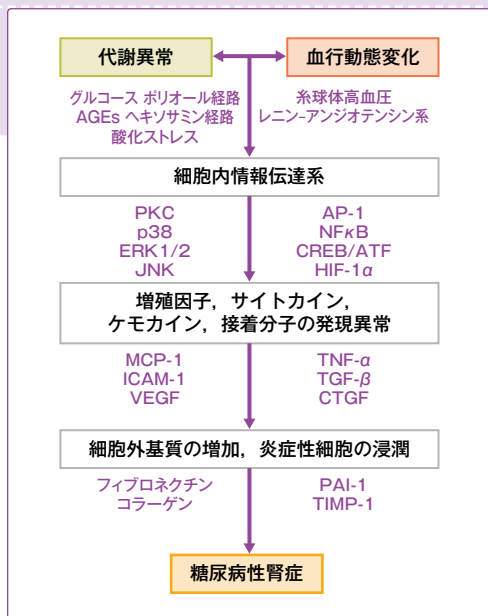 代謝異常
血行動態変化
グルコース ポリオール経路
AGEs ヘキソサミン経路
酸化ストレス
糸球体高血圧
レニン-アンジオテンシン系
細胞内情報伝達系
PKC
p38
ERK1/2
JNK
AP-1
NFκB
CREB/ATF
HIF-1α
増殖因子，サイトカイン，
ケモカイン，接着分子の発現異常
MCP-1
ICAM-1
VEGF
TNF-α
TGF-β
CTGF
細胞外基質の増加，炎症性細胞の浸潤
フィブロネクチン
コラーゲン
PAI-1
TIMP-1
糖尿病性腎症